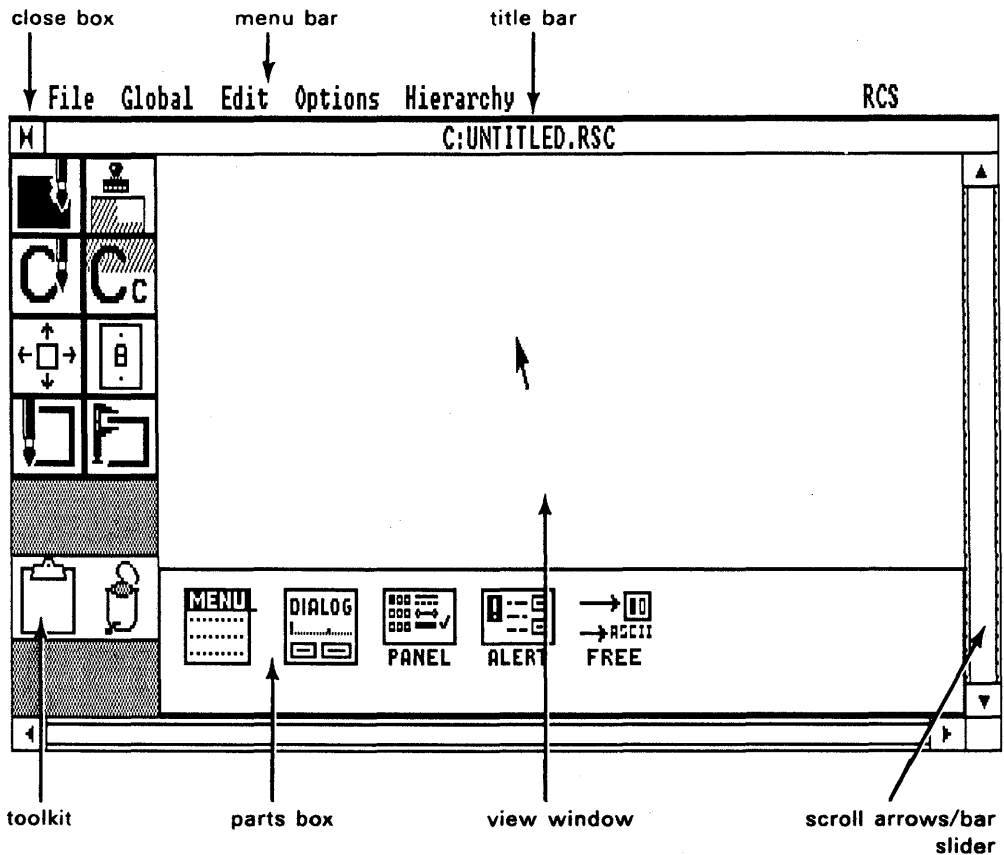 close box menu bar title bar
File Global Edit Options Hierarchy RCS
C:UNTITLED.RSC
C
C c
MENU
DIALOG
PANEL
ALERT
ASCII
FREE
toolkit parts box view window scroll arrows/bar
slider